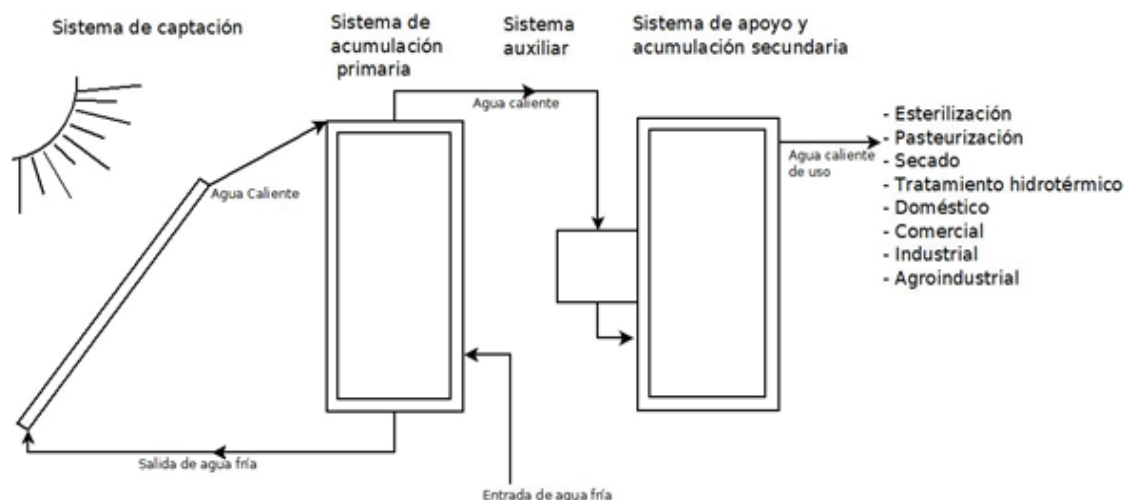 Sistema de captación
Sistema de
acumulación
primaria
Sistema
auxiliar
Sistema de apoyo y
acumulación secundaria
Agua caliente
Agua Caliente
Agua caliente
de uso
- Esterilización
- Pasteurización
- Secado
- Tratamiento hidrotérmico
- Doméstico
- Comercial
- Industrial
- Agroindustrial
Salida de agua fría
Entrada de agua fría